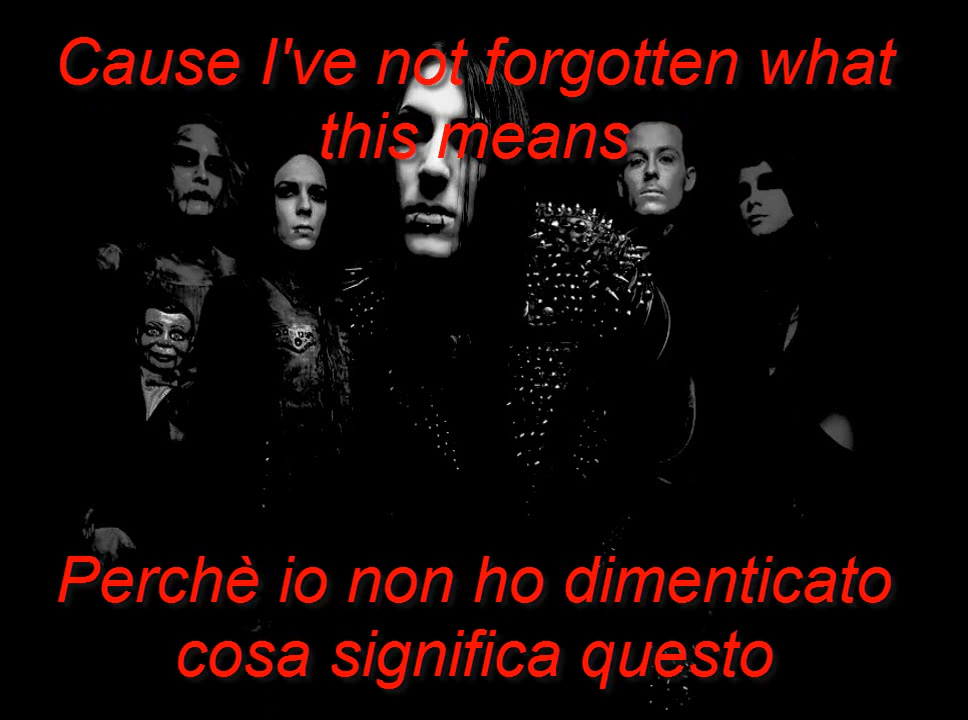 Cause I've not forgotten what
this means
Perchè io non ho dimenticato
cosa significa questo